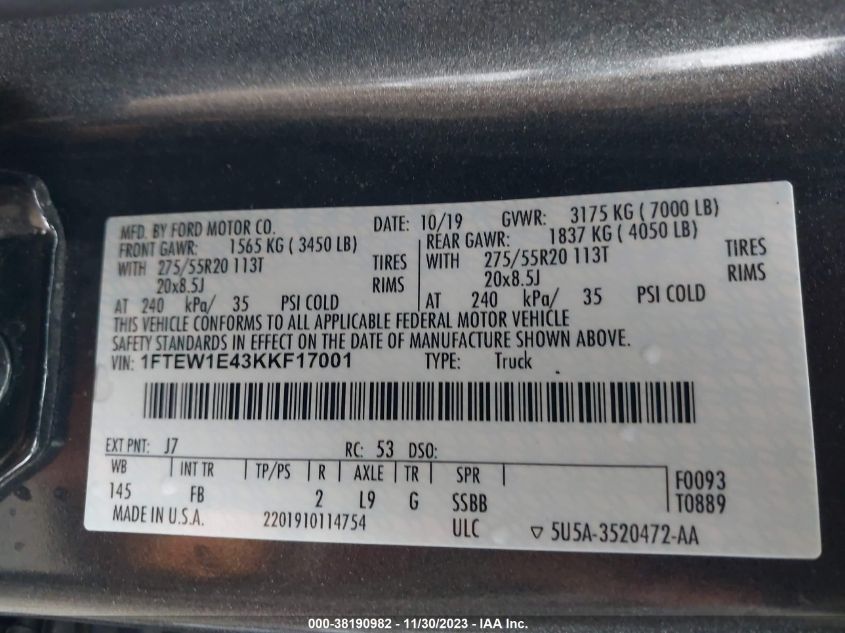 MFD. BY FORD MOTOR CO. DATE: 10/19 GVWR: 3175 KG ( 7000 LB)
FRONT GAWR: 1565 KG ( 3450 LB) REAR GAWR: 1837 KG ( 4050 LB)
WITH 275/55R20 113T TIRES WITH 275/55R20 113T TIRES
20x8.5J RIMS 20x8.5J RIMS
AT 240 kPa/ 35 PSI COLD AT 240 kPa/ 35 PSI COLD
THIS VEHICLE CONFORMS TO ALL APPLICABLE FEDERAL MOTOR VEHICLE
SAFETY STANDARDS IN EFFECT ON THE DATE OF MANUFACTURE SHOWN ABOVE.
VIN: 1FTEW1E43KKF17001 TYPE: Truck
EXT PNT: J7 RC: 53 DSO:
WB INT TR TP/PS R AXLE TR SPR F0093
145 FB 2 L9 G SSBB T0889
MADE IN U.S.A. 2201910114754 ULC ▽ 5U5A-3520472-AA
000-38190982 - 11/30/2023 - IAA Inc.